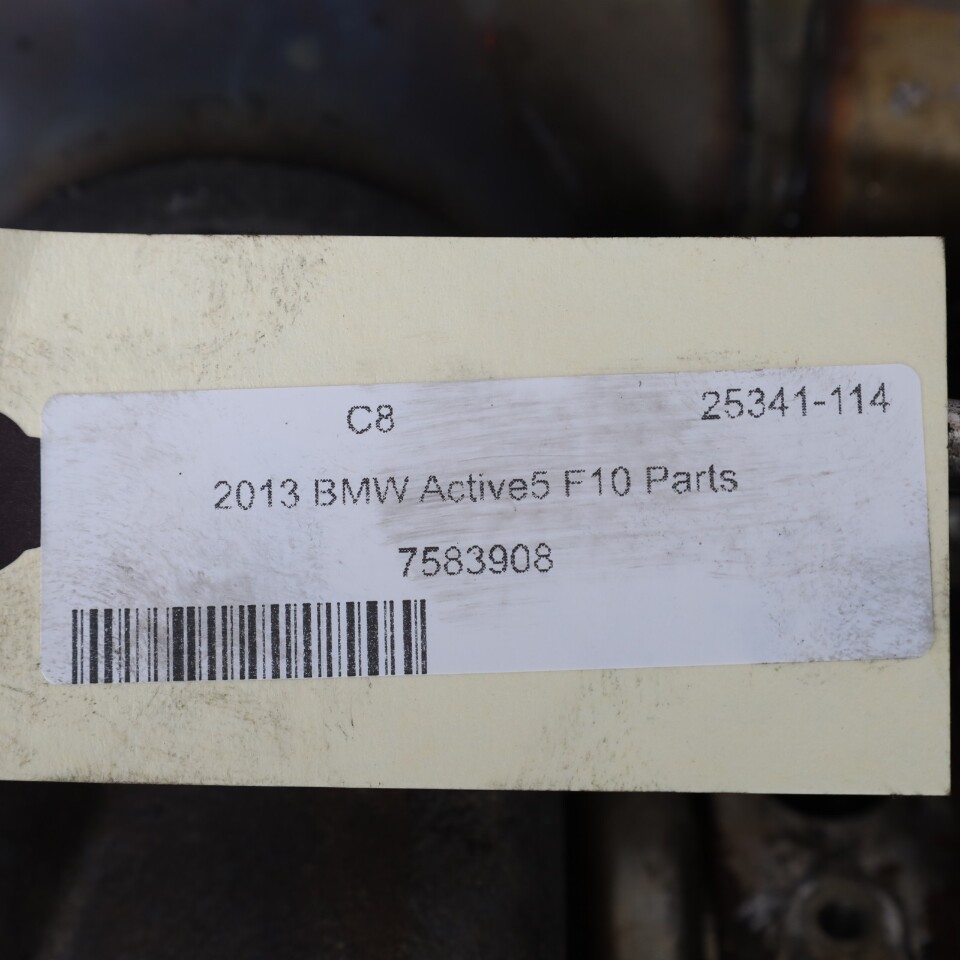 C8 25341-114
2013 BMW Active5 F10 Parts
7583908